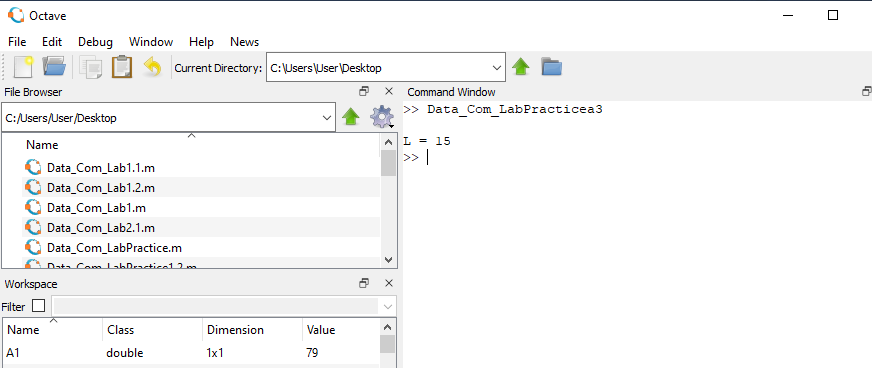 Octave
File Edit Debug Window Help News
Current Directory: C:\Users\User\Desktop
File Browser
C:/Users/User/Desktop
Name
Data_Com_Lab1.1.m
Data_Com_Lab1.2.m
Data_Com_Lab1.m
Data_Com_Lab2.1.m
Data_Com_LabPractice.m
Data_Com_LabPractice1.2.m
Workspace
Filter
Name Class Dimension Value
A1 double 1x1 79
Command Window
>> Data_Com_LabPracticea3
L = 15
>>